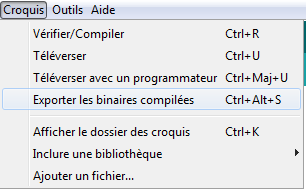 Croquis Outils Aide
Vérifier/Compiler Ctrl+R
Téléverser Ctrl+U
Téléverser avec un programmateur Ctrl+Maj+U
Exporter les binaires compilées Ctrl+Alt+S
Afficher le dossier des croquis Ctrl+K
Inclure une bibliothèque
Ajouter un fichier...